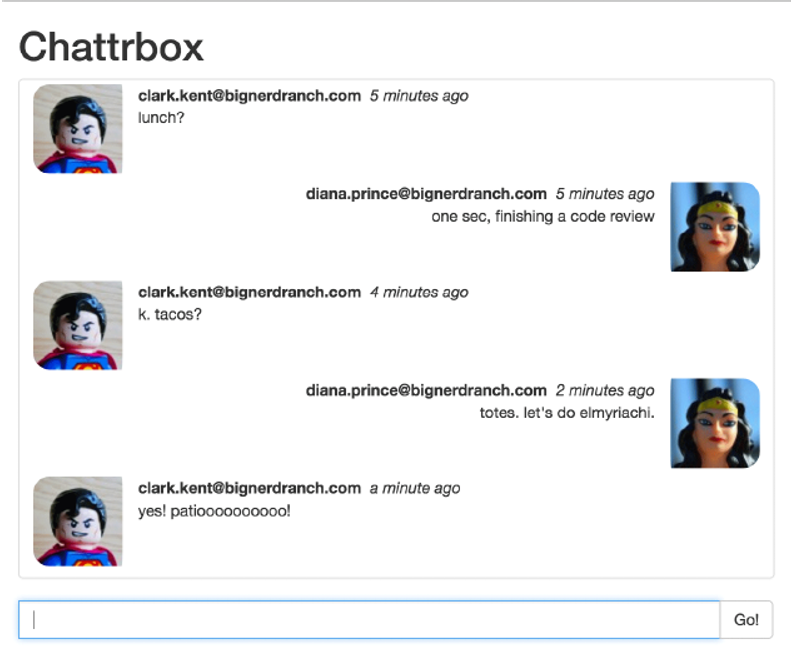 Chattrbox
clark.kent@bignerdranch.com 5 minutes ago
lunch?
diana.prince@bignerdranch.com 5 minutes ago
one sec, finishing a code review
clark.kent@bignerdranch.com 4 minutes ago
k. tacos?
diana.prince@bignerdranch.com 2 minutes ago
totes. let's do elmyriachi.
clark.kent@bignerdranch.com a minute ago
yes! patioooooooooo!
Go!